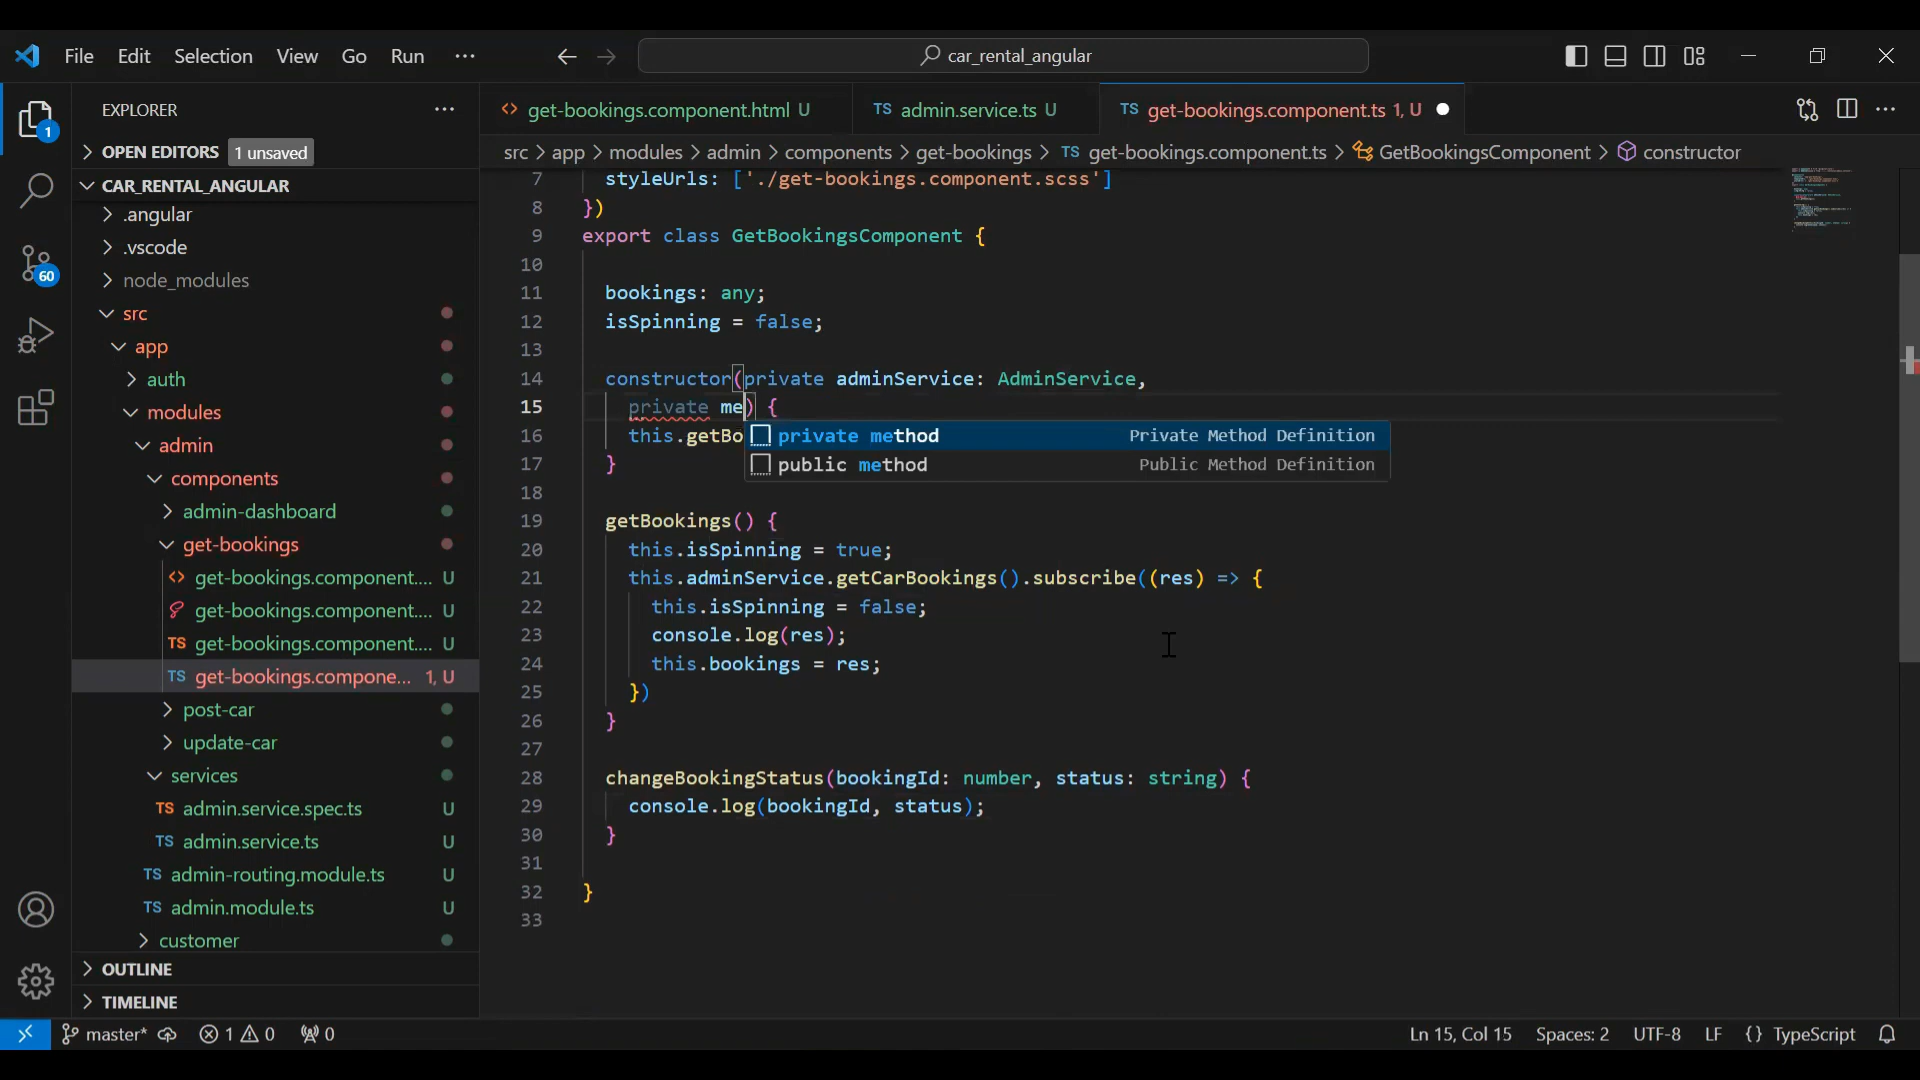 File Edit Selection View Go Run ··· car_rental_angular
EXPLORER ···
get-bookings.component.html U
admin.service.ts U
get-bookings.component.ts 1, U
OPEN EDITORS 1 unsaved
src > app > modules > admin > components > get-bookings > TS get-bookings.component.ts > GetBookingsComponent > constructor
CAR_RENTAL_ANGULAR
.angular
.vscode
node_modules
src
app
auth
modules
admin
components
admin-dashboard
get-bookings
get-bookings.component.... U
get-bookings.component.... U
TS get-bookings.component.... U
TS get-bookings.compone... 1, U
post-car
update-car
services
TS admin.service.spec.ts U
TS admin.service.ts U
TS admin-routing.module.ts U
TS admin.module.ts U
customer
OUTLINE
TIMELINE
1
60
7 styleUrls: ['./get-bookings.component.scss']
8 })
9 export class GetBookingsComponent {
10
11 bookings: any;
12 isSpinning = false;
13
14 constructor(private adminService: AdminService,
15 private me) {
16 this.getBo
private method Private Method Definition
public method Public Method Definition
17 }
18
19 getBookings() {
20 this.isSpinning = true;
21 this.adminService.getCarBookings().subscribe((res) => {
22 this.isSpinning = false;
23 console.log(res);
24 this.bookings = res;
25 })
26 }
27
28 changeBookingStatus(bookingId: number, status: string) {
29 console.log(bookingId, status);
30 }
31
32 }
33
master* 1 0 0 Ln 15, Col 15 Spaces: 2 UTF-8 LF {} TypeScript